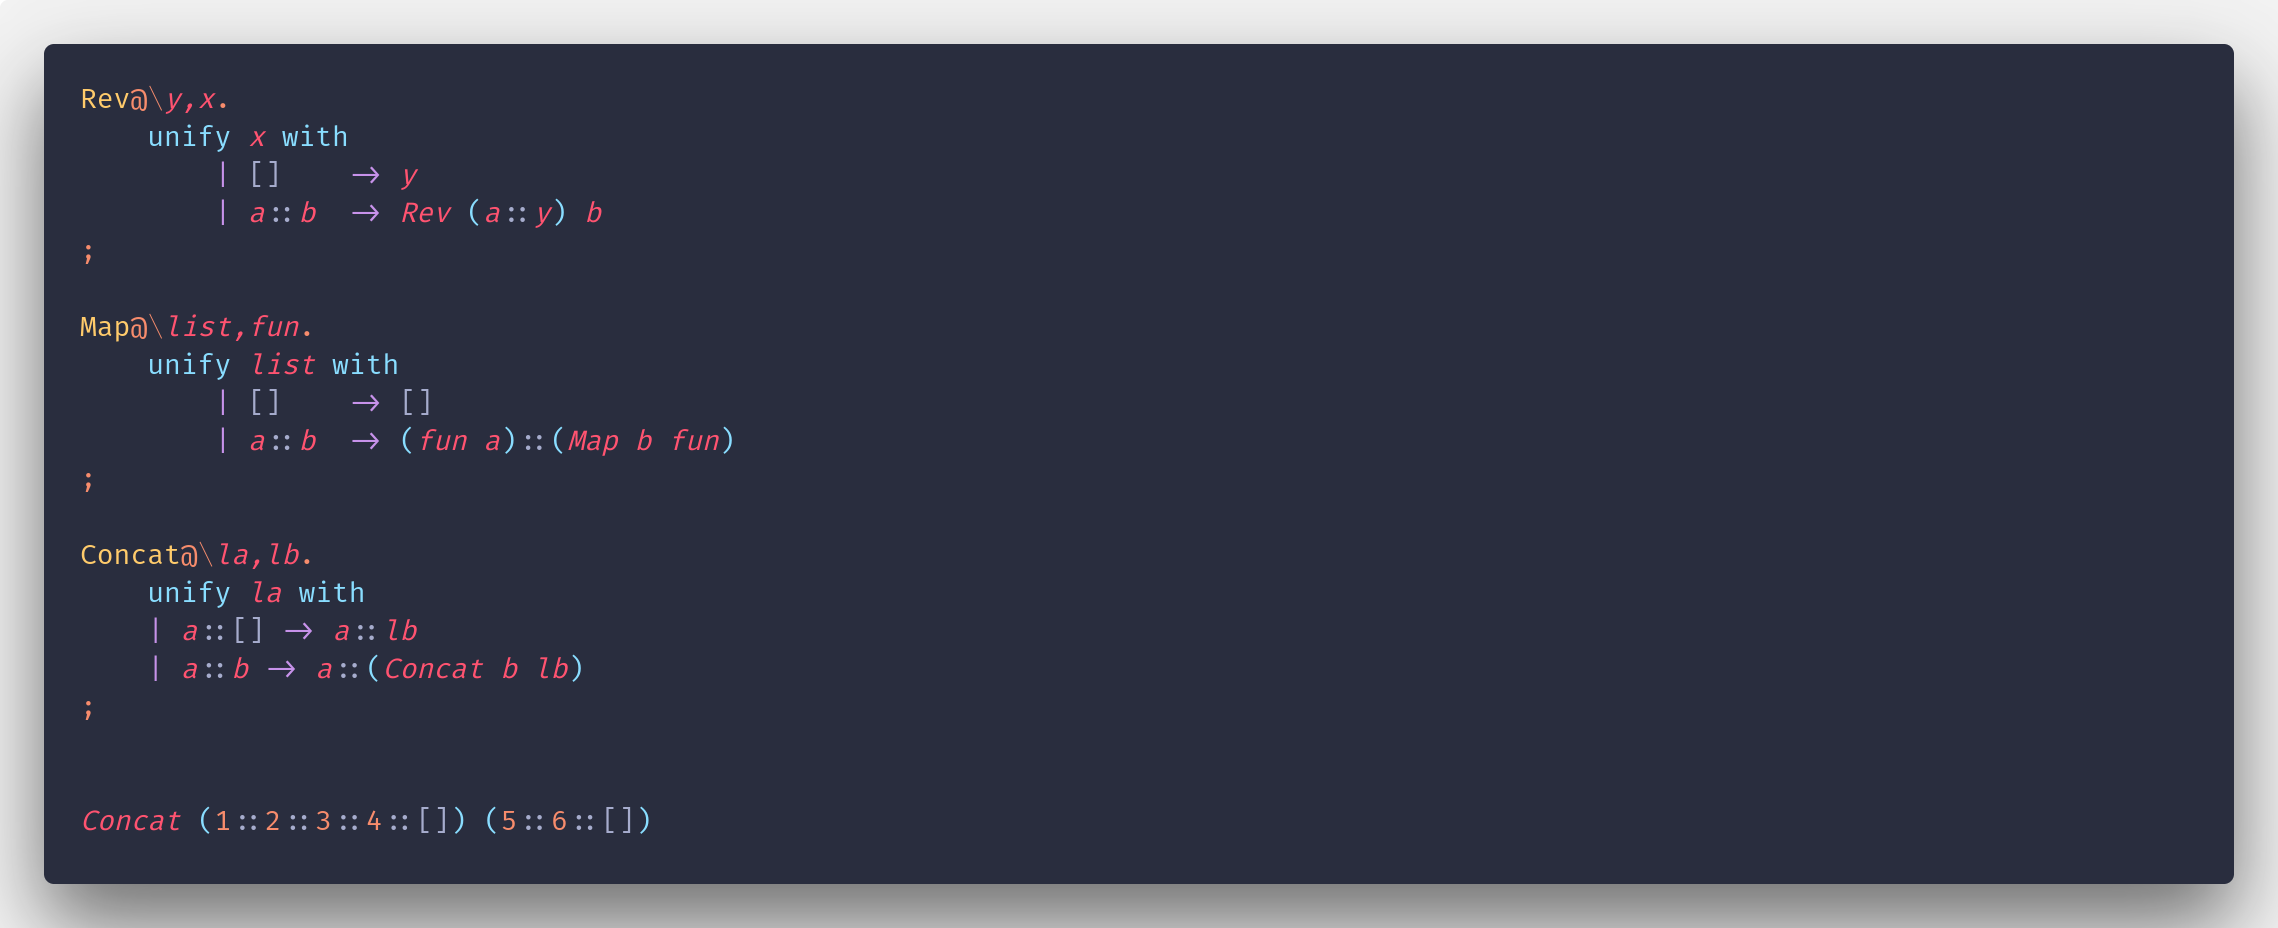 Rev@\y,x.
    unify x with
        | []    -> y
        | a::b  -> Rev (a::y) b
;

Map@\list,fun.
    unify list with
        | []    -> []
        | a::b  -> (fun a)::(Map b fun)
;

Concat@\la,lb.
    unify la with
    | a::[] -> a::lb
    | a::b -> a::(Concat b lb)
;


Concat (1::2::3::4::[]) (5::6::[])